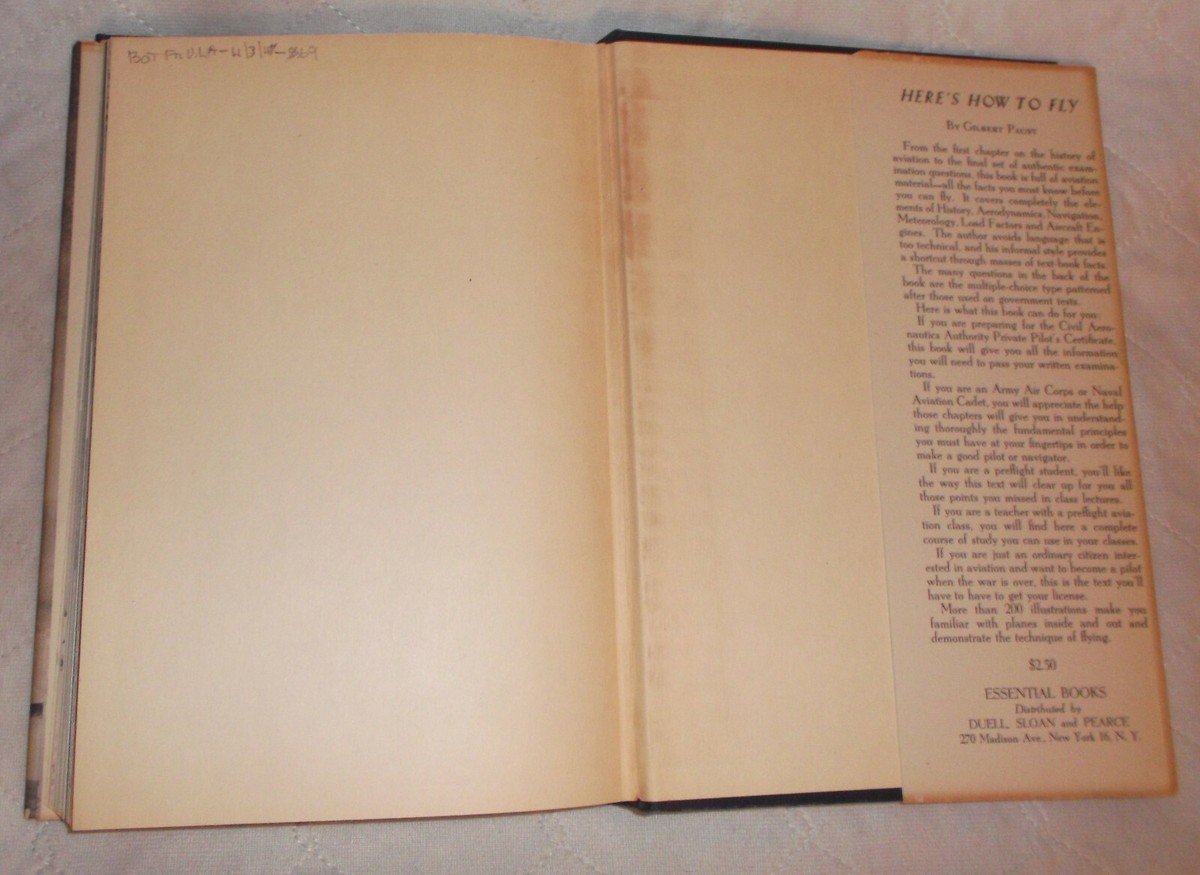 HERE'S HOW TO FLY
By Gilbert Paust
From the first chapter on the history of
aviation to the final set of authentic exam-
ination questions, this book is full of aviation
material—all the facts you must know before
you can fly. It covers completely the ele-
ments of History, Aerodynamics, Navigation,
Meteorology, Load Factors and Aircraft En-
gines. The author avoids language that is
too technical, and his informal style provides
a shortcut through masses of text-book facts.
The many questions in the back of the
book are the multiple-choice type patterned
after those used on government tests.
Here is what this book can do for you:
If you are preparing for the Civil Aero-
nautics Authority Private Pilot's Certificate,
this book will give you all the information
you will need to pass your written examina-
tions.
If you are an Army Air Corps or Naval
Aviation Cadet, you will appreciate the help
those chapters will give you in understand-
ing thoroughly the fundamental principles
you must have at your fingertips in order to
make a good pilot or navigator.
If you are a preflight student, you'll like
the way this text will clear up for you all
those points you missed in class lectures.
If you are a teacher with a preflight avia-
tion class, you will find here a complete
course of study you can use in your classes.
If you are just an ordinary citizen inter-
ested in aviation and want to become a pilot
when the war is over, this is the text you'll
have to have to get your license.
More than 200 illustrations make you
familiar with planes inside and out and
demonstrate the technique of flying.
$2.50
ESSENTIAL BOOKS
Distributed by
DUELL, SLOAN and PEARCE
270 Madison Ave., New York 16, N. Y.